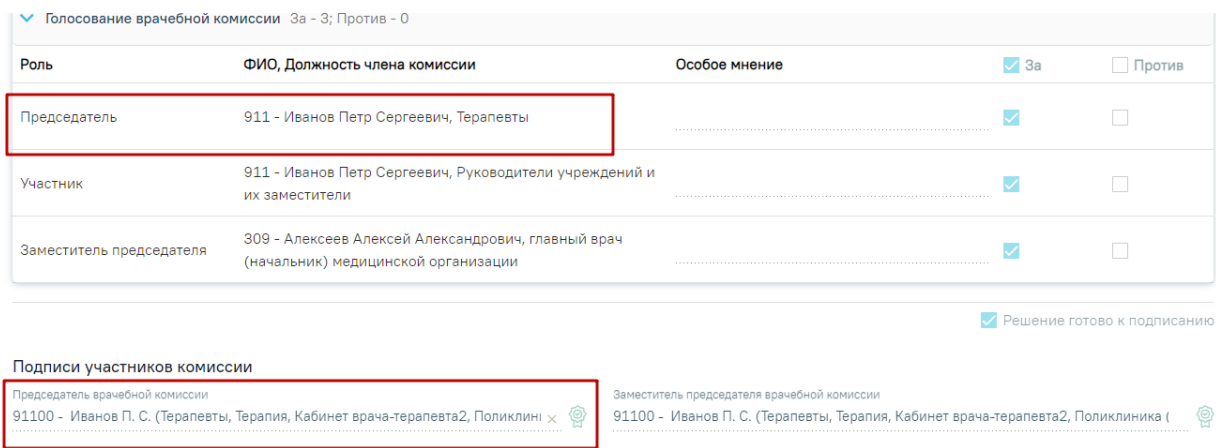 Голосование врачебной комиссии За - 3; Против - 0
Роль ФИО, Должность члена комиссии Особое мнение За Против
Председатель 911 - Иванов Петр Сергеевич, Терапевты
Участник 911 - Иванов Петр Сергеевич, Руководители учреждений и
их заместители
Заместитель председателя 309 - Алексеев Алексей Александрович, главный врач
(начальник) медицинской организации
Решение готово к подписанию
Подписи участников комиссии
Председатель врачебной комиссии Заместитель председателя врачебной комиссии
91100 - Иванов П. С. (Терапевты, Терапия, Кабинет врача-терапевта2, Поликлин 91100 - Иванов П. С. (Терапевты, Терапия, Кабинет врача-терапевта2, Поликлиника (